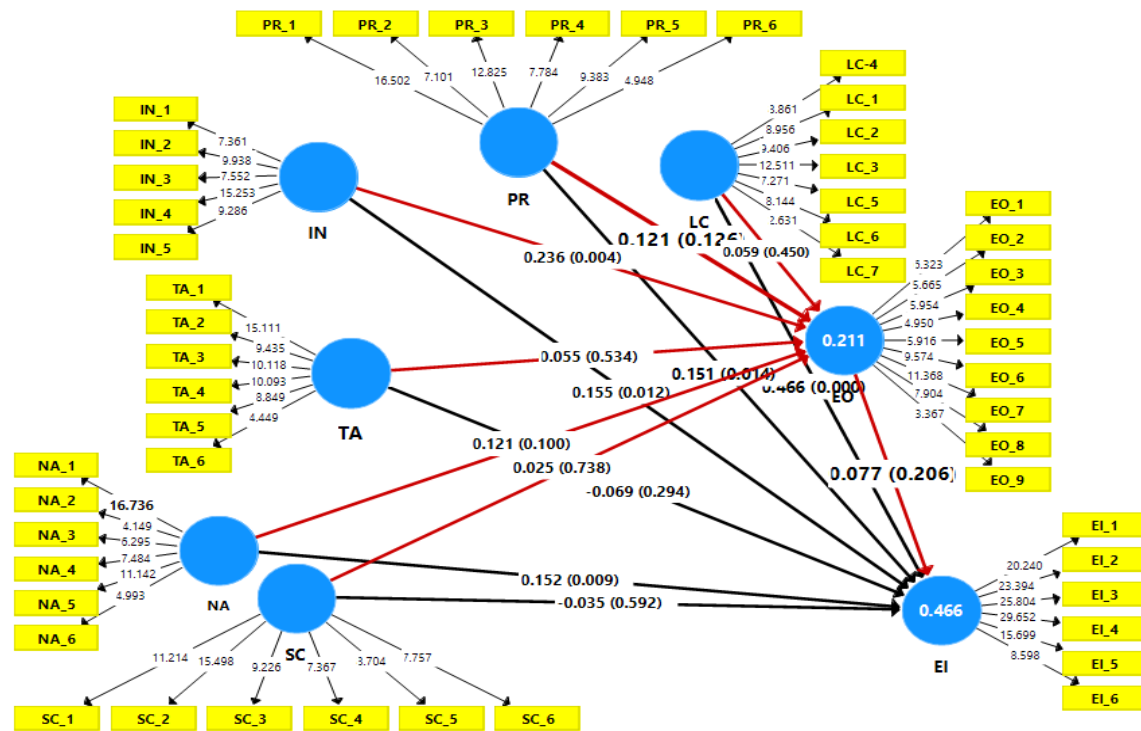 PR_1
PR_2
PR_3
PR_4
PR_5
PR_6
16.502
7.101
12.825
7.784
9.383
4.948
PR
IN_1
IN_2
IN_3
IN_4
IN_5
7.361
9.938
7.552
15.253
9.286
IN
LC-4
LC_1
LC_2
LC_3
LC_5
LC_6
LC_7
3.861
8.956
9.406
12.511
7.271
8.144
2.631
LC
0.121 (0.126)
0.059 (0.450)
0.236 (0.004)
EO_1
EO_2
EO_3
EO_4
EO_5
EO_6
EO_7
EO_8
EO_9
5.954
4.950
5.916
9.574
11.368
7.904
3.367
0.211
EO
TA_1
TA_2
TA_3
TA_4
TA_5
TA_6
15.111
9.435
10.118
10.093
8.849
4.449
TA
0.055 (0.534)
0.151 (0.014)
0.466 (0.000)
0.155 (0.012)
0.121 (0.100)
0.025 (0.738)
-0.069 (0.294)
0.077 (0.206)
NA_1
NA_2
NA_3
NA_4
NA_5
NA_6
16.736
4.149
6.295
7.484
11.142
4.993
NA
0.152 (0.009)
-0.035 (0.592)
SC
11.214
15.498
9.226
7.367
3.704
7.757
SC_1
SC_2
SC_3
SC_4
SC_5
SC_6
EI_1
EI_2
EI_3
EI_4
EI_5
EI_6
20.240
23.394
25.804
29.652
15.699
8.598
0.466
EI